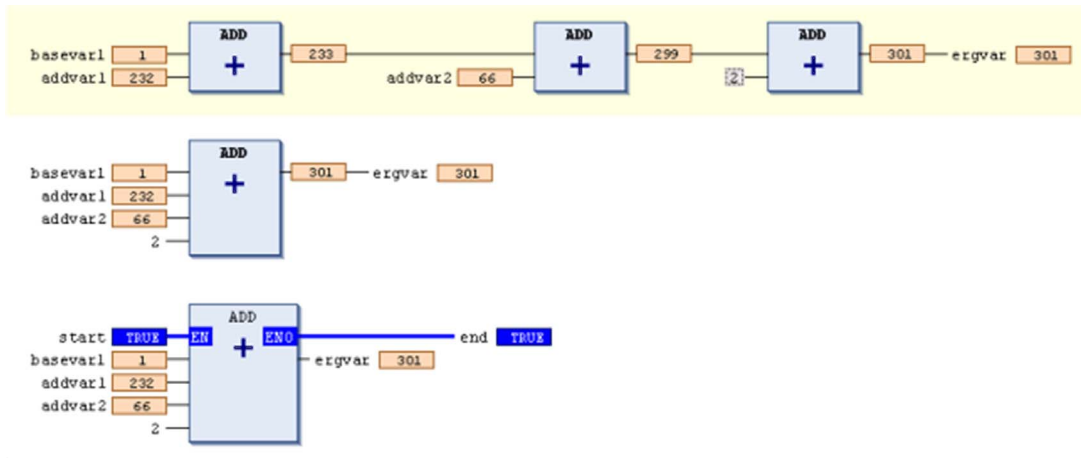 ADD ADD ADD
basevar1 1 233 299 301 ergvar 301
addvar1 232 + addvar2 66 + 2 +
ADD
basevar1 1 + 301 ergvar 301
addvar1 232
addvar2 66
2
ADD
start TRUE EN ENO end TRUE
basevar1 1 + ergvar 301
addvar1 232
addvar2 66
2